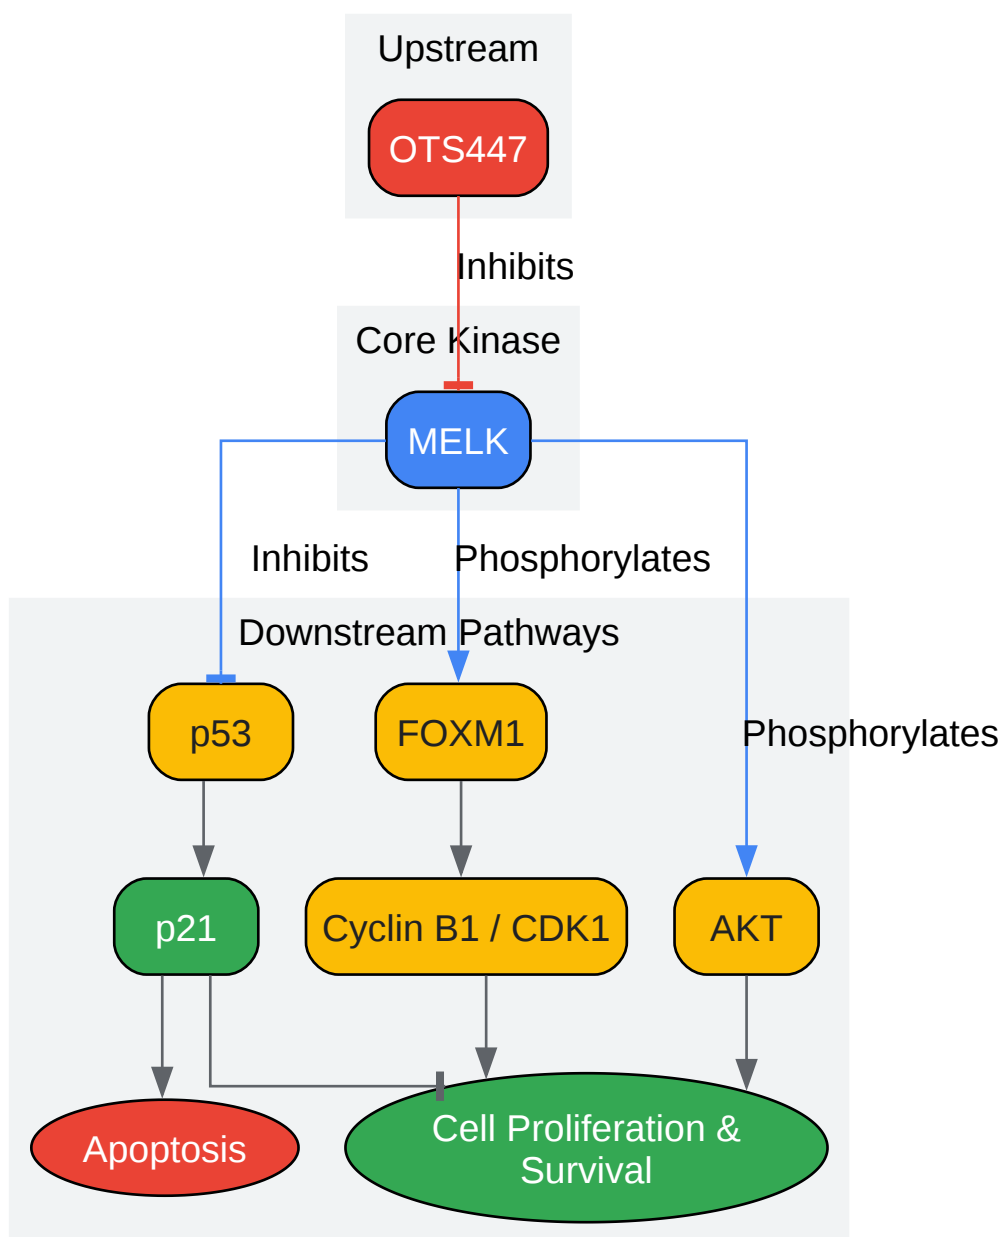 Upstream
OTS447
Inhibits
Core Kinase
MELK
Inhibits
Phosphorylates
Downstream Pathways
p53
FOXM1
Phosphorylates
p21
Cyclin B1 / CDK1
AKT
Apoptosis
Cell Proliferation &
Survival